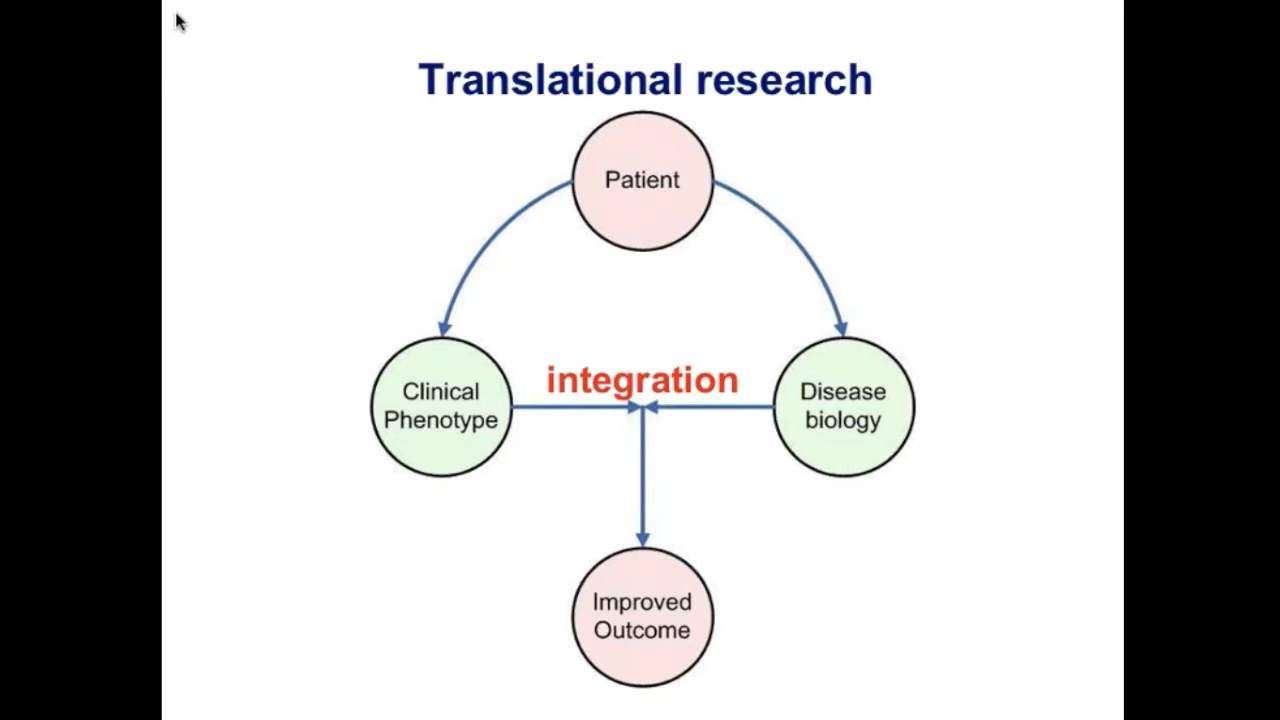 Translational research
Patient
Clinical
Phenotype
integration
Disease
biology
Improved
Outcome